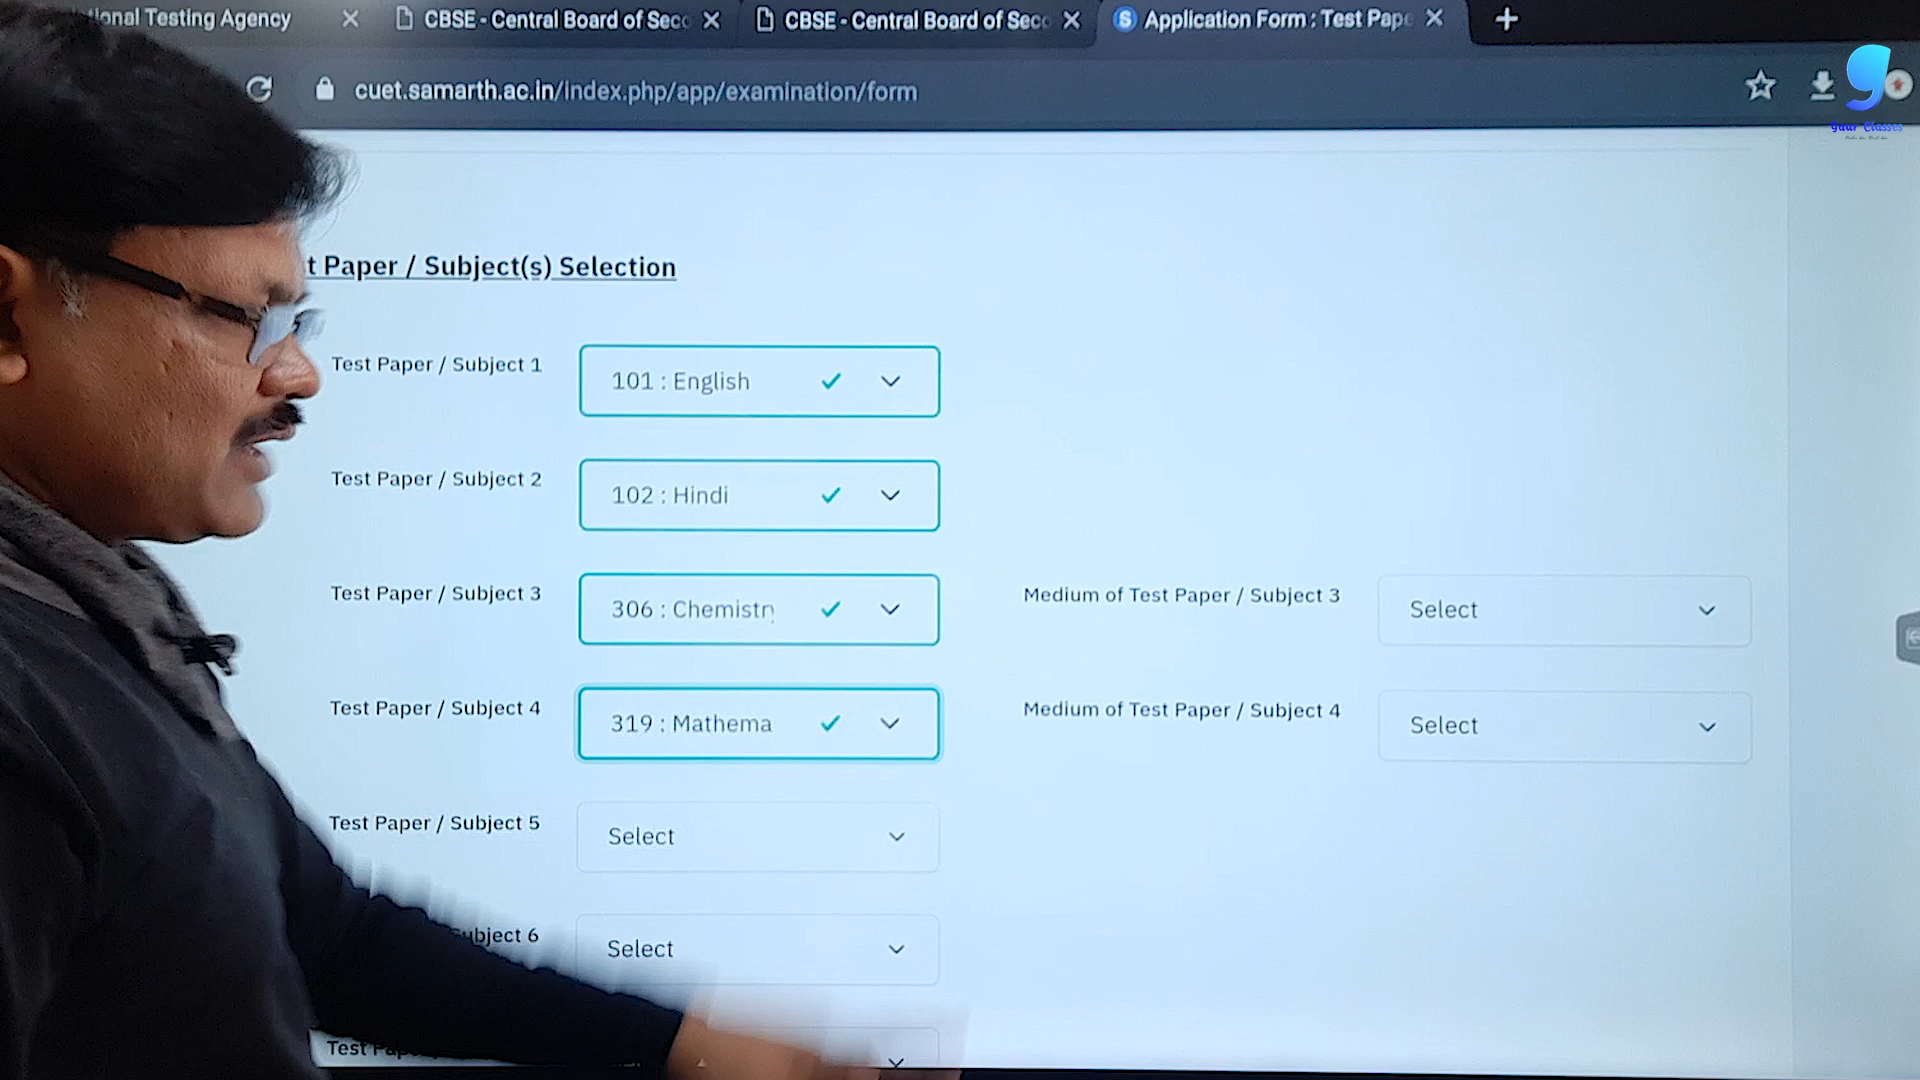 ional Testing Agency
CBSE - Central Board of Seco
CBSE - Central Board of Seco
Application Form : Test Pape
cuet.samarth.ac.in/index.php/app/examination/form
gaur Classes
t Paper / Subject(s) Selection
Test Paper / Subject 1
101 : English
Test Paper / Subject 2
102 : Hindi
Test Paper / Subject 3
306 : Chemistry
Medium of Test Paper / Subject 3
Select
Test Paper / Subject 4
319 : Mathema
Medium of Test Paper / Subject 4
Select
Test Paper / Subject 5
Select
ubject 6
Select
Test